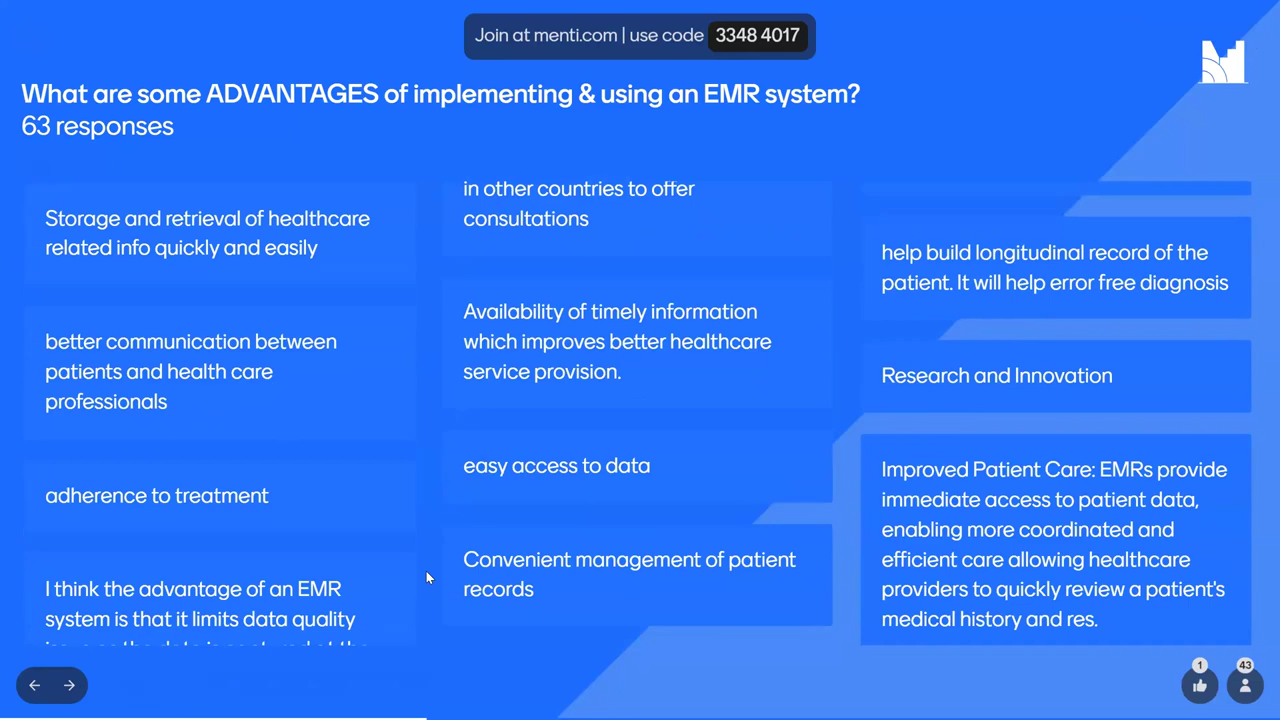 Join at menti.com | use code 3348 4017
What are some ADVANTAGES of implementing & using an EMR system?
63 responses
Storage and retrieval of healthcare
related info quickly and easily
better communication between
patients and health care
professionals
adherence to treatment
I think the advantage of an EMR
system is that it limits data quality
in other countries to offer
consultations
Availability of timely information
which improves better healthcare
service provision.
easy access to data
Convenient management of patient
records
help build longitudinal record of the
patient. It will help error free diagnosis
Research and Innovation
Improved Patient Care: EMRs provide
immediate access to patient data,
enabling more coordinated and
efficient care allowing healthcare
providers to quickly review a patient's
medical history and res.
1
43